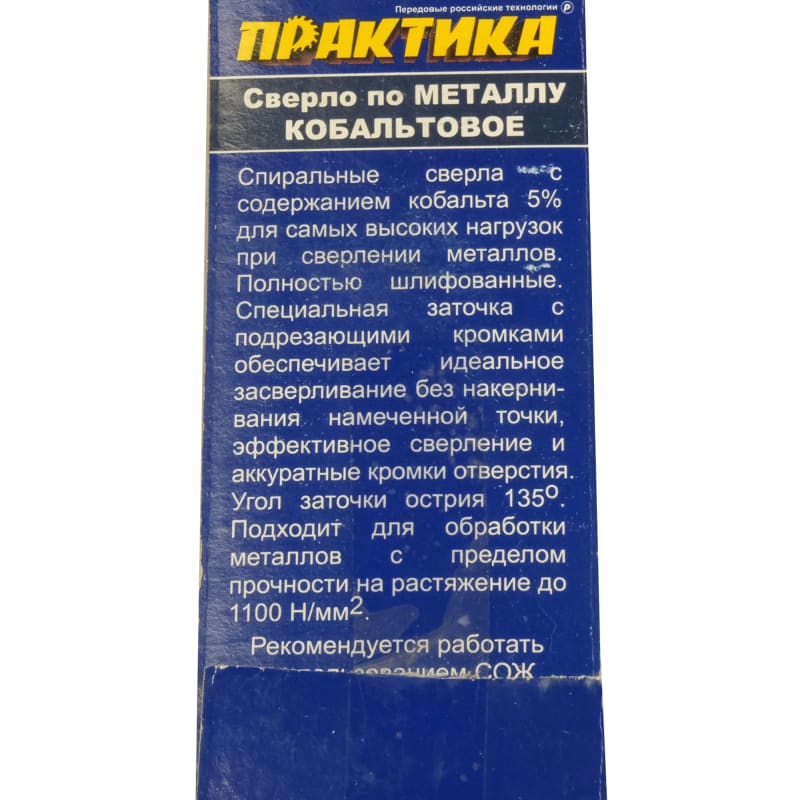 Передовые российские технологии
ПРАКТИКА
Сверло по МЕТАЛЛУ
КОБАЛЬТОВОЕ
Спиральные сверла с
содержанием кобальта 5%
для самых высоких нагрузок
при сверлении металлов.
Полностью шлифованные.
Специальная заточка с
подрезающими кромками
обеспечивает идеальное
засверливание без накерни-
вания намеченной точки,
эффективное сверление и
аккуратные кромки отверстия.
Угол заточки острия 135°.
Подходит для обработки
металлов с пределом
прочности на растяжение до
1100 Н/мм².
Рекомендуется работать
СОЖ